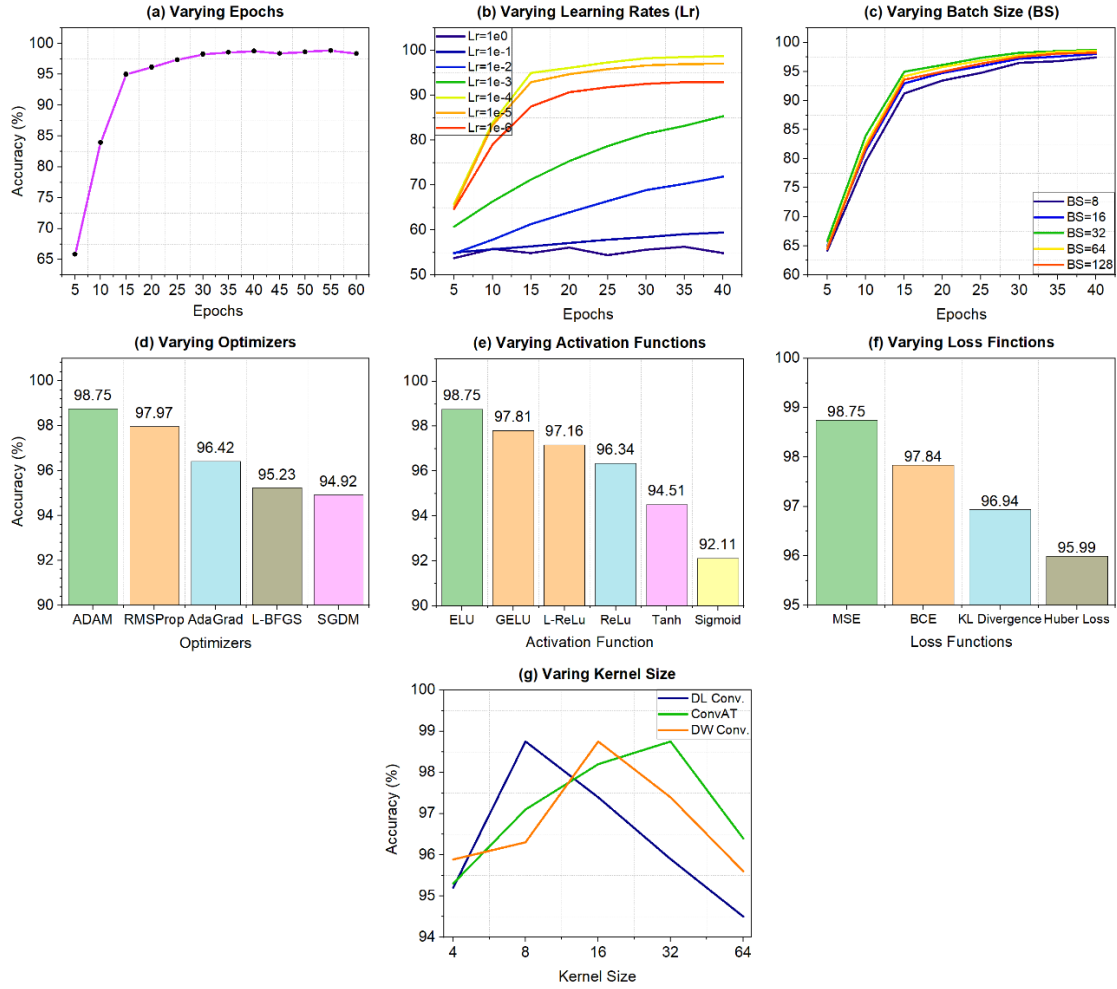 (a) Varying Epochs
100
95
90
85
80
75
70
65
Accuracy (%)
5 10 15 20 25 30 35 40 45 50 55 60
Epochs
(b) Varying Learning Rates (Lr)
Lr=1e0
Lr=1e-1
Lr=1e-2
Lr=1e-3
Lr=1e-4
Lr=1e-5
Lr=1e-6
100
90
80
70
60
50
5 10 15 20 25 30 35 40
Epochs
(c) Varying Batch Size (BS)
100
95
90
85
80
75
70
65
60
BS=8
BS=16
BS=32
BS=64
BS=128
5 10 15 20 25 30 35 40
Epochs
(d) Varying Optimizers
100
98
96
94
92
90
Accuracy (%)
98.75
97.97
96.42
95.23
94.92
ADAM RMSProp AdaGrad L-BFGS SGDM
Optimizers
(e) Varying Activation Functions
100
98
96
94
92
90
98.75
97.81
97.16
96.34
94.51
92.11
ELU GELU L-ReLu ReLu Tanh Sigmoid
Activation Function
(f) Varying Loss Finctions
100
99
98
97
96
95
98.75
97.84
96.94
95.99
MSE BCE KL Divergence Huber Loss
Loss Functions
(g) Varing Kernel Size
100
99
98
97
96
95
94
Accuracy (%)
DL Conv.
ConvAT
DW Conv.
4 8 16 32 64
Kernel Size